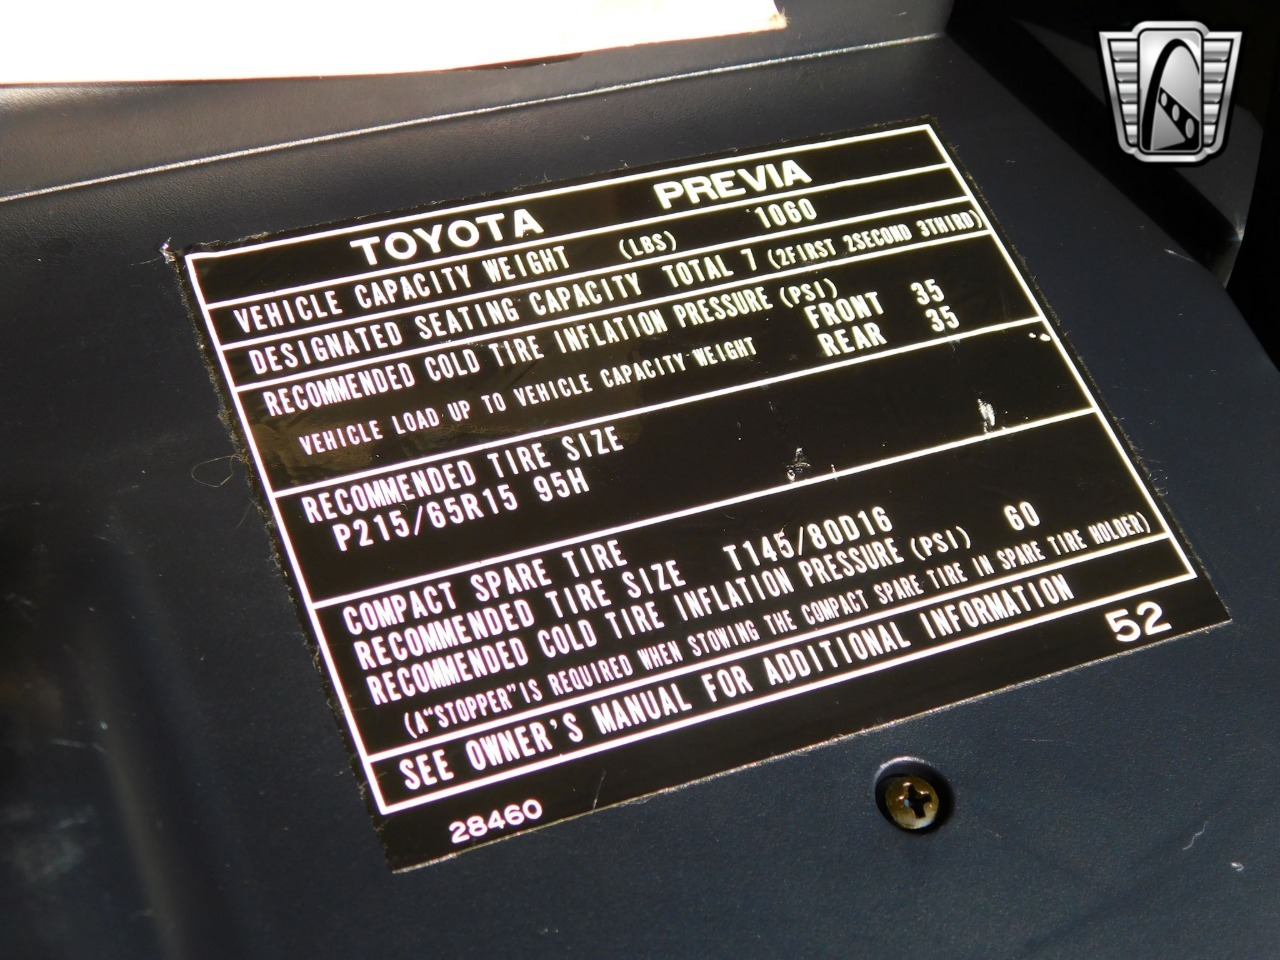 TOYOTA PREVIA
VEHICLE CAPACITY WEIGHT (LBS) 1060
DESIGNATED SEATING CAPACITY TOTAL 7 (2FIRST 2SECOND 3THIRD)
RECOMMENDED COLD TIRE INFLATION PRESSURE (PSI)
FRONT 35
VEHICLE LOAD UP TO VEHICLE CAPACITY WEIGHT REAR 35
RECOMMENDED TIRE SIZE
P215/65R15 95H
COMPACT SPARE TIRE
RECOMMENDED TIRE SIZE T145/80D16
RECOMMENDED COLD TIRE INFLATION PRESSURE (PSI) 60
(A“STOPPER”IS REQUIRED WHEN STOWING THE COMPACT SPARE TIRE IN SPARE TIRE HOLDER)
SEE OWNER'S MANUAL FOR ADDITIONAL INFORMATION
28460 52